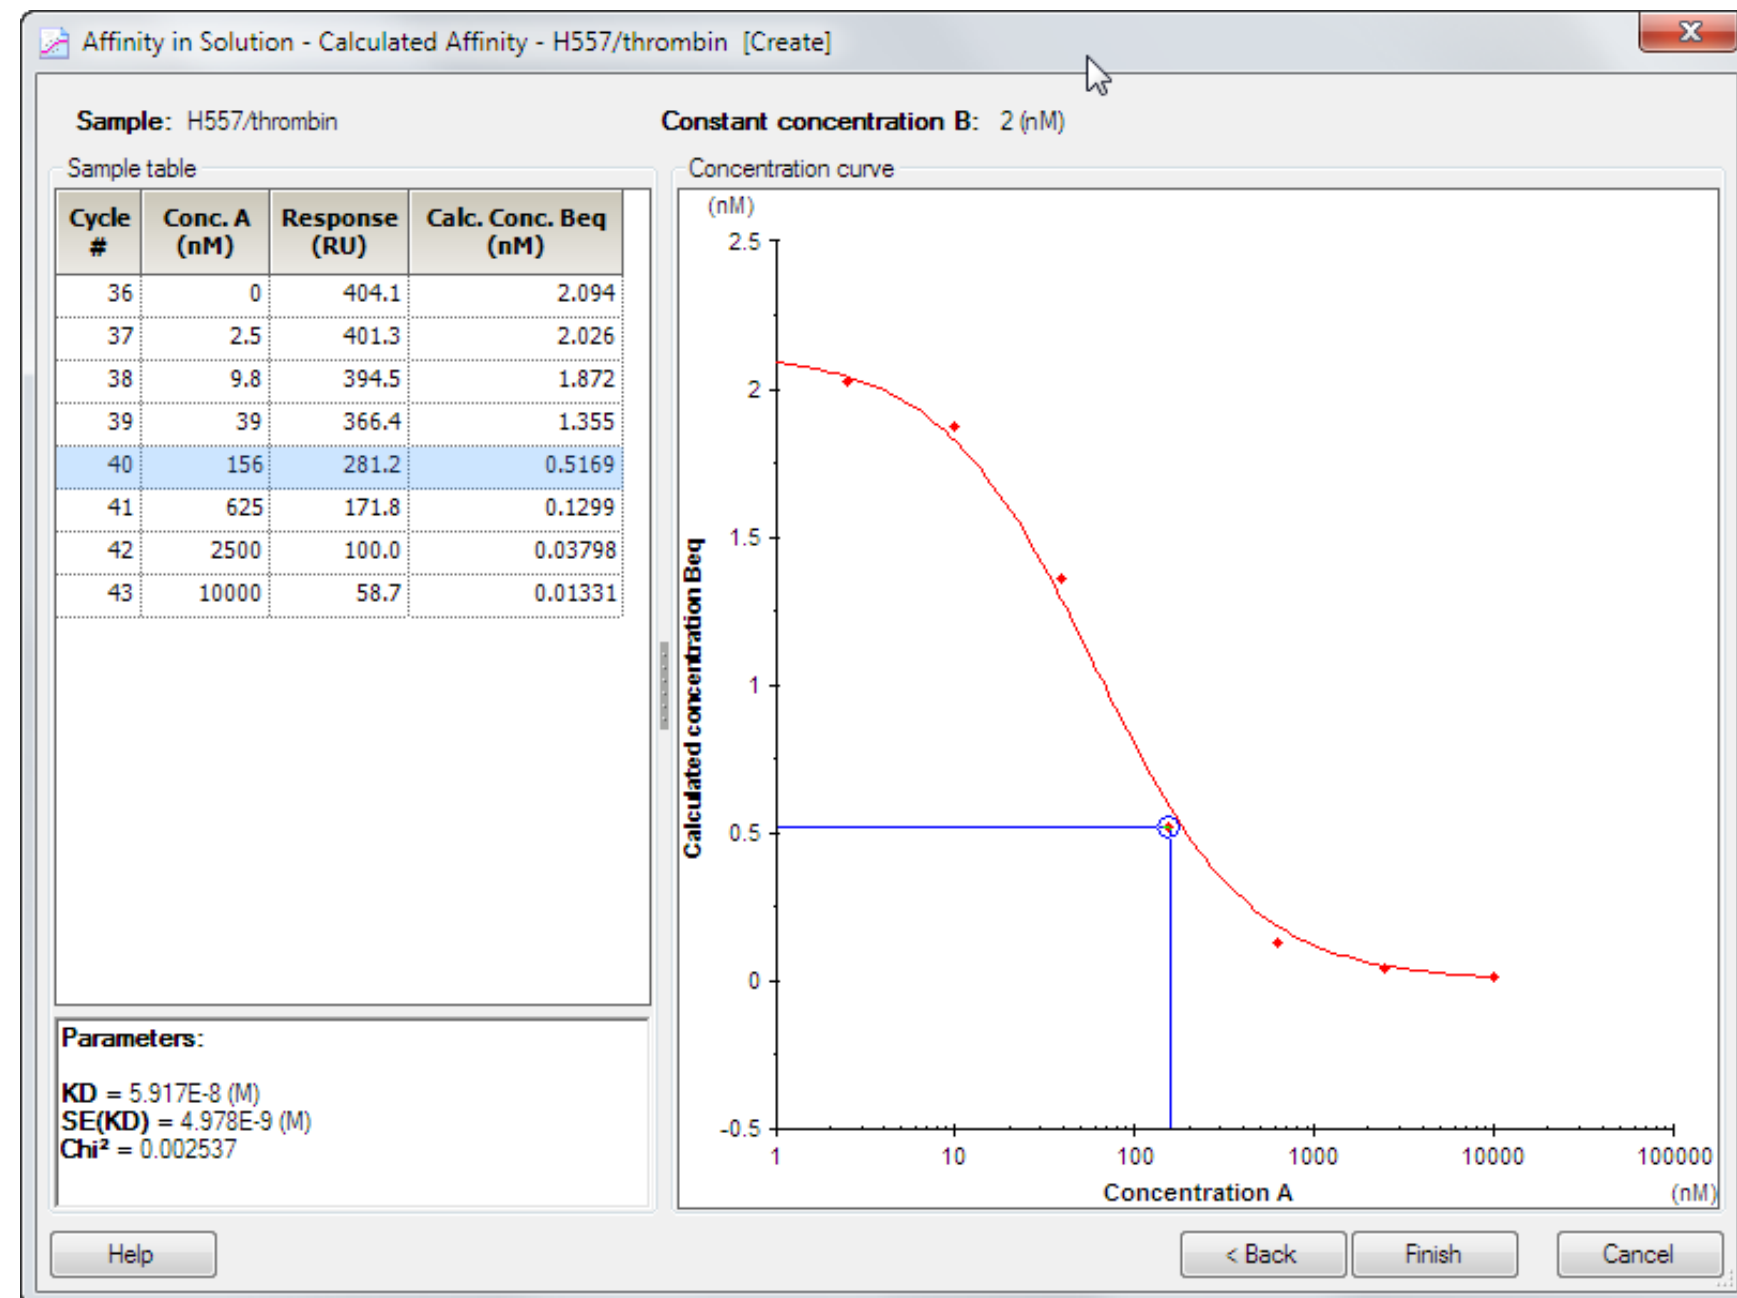 Affinity in Solution - Calculated Affinity - H557/thrombin [Create]
Sample: H557/thrombin
Constant concentration B: 2 (nM)
Sample table
Cycle # Conc. A (nM) Response (RU) Calc. Conc. Beq (nM)
36 0 404.1 2.094
37 2.5 401.3 2.026
38 9.8 394.5 1.872
39 39 366.4 1.355
40 156 281.2 0.5169
41 625 171.8 0.1299
42 2500 100.0 0.03798
43 10000 58.7 0.01331
Parameters:
KD = 5.917E-8 (M)
SE(KD) = 4.978E-9 (M)
Chi² = 0.002537
Concentration curve
(nM)
2.5
2
1.5
1
0.5
0
-0.5
Calculated concentration Beq
1 10 100 1000 10000 100000
Concentration A
(nM)
Help
< Back
Finish
Cancel